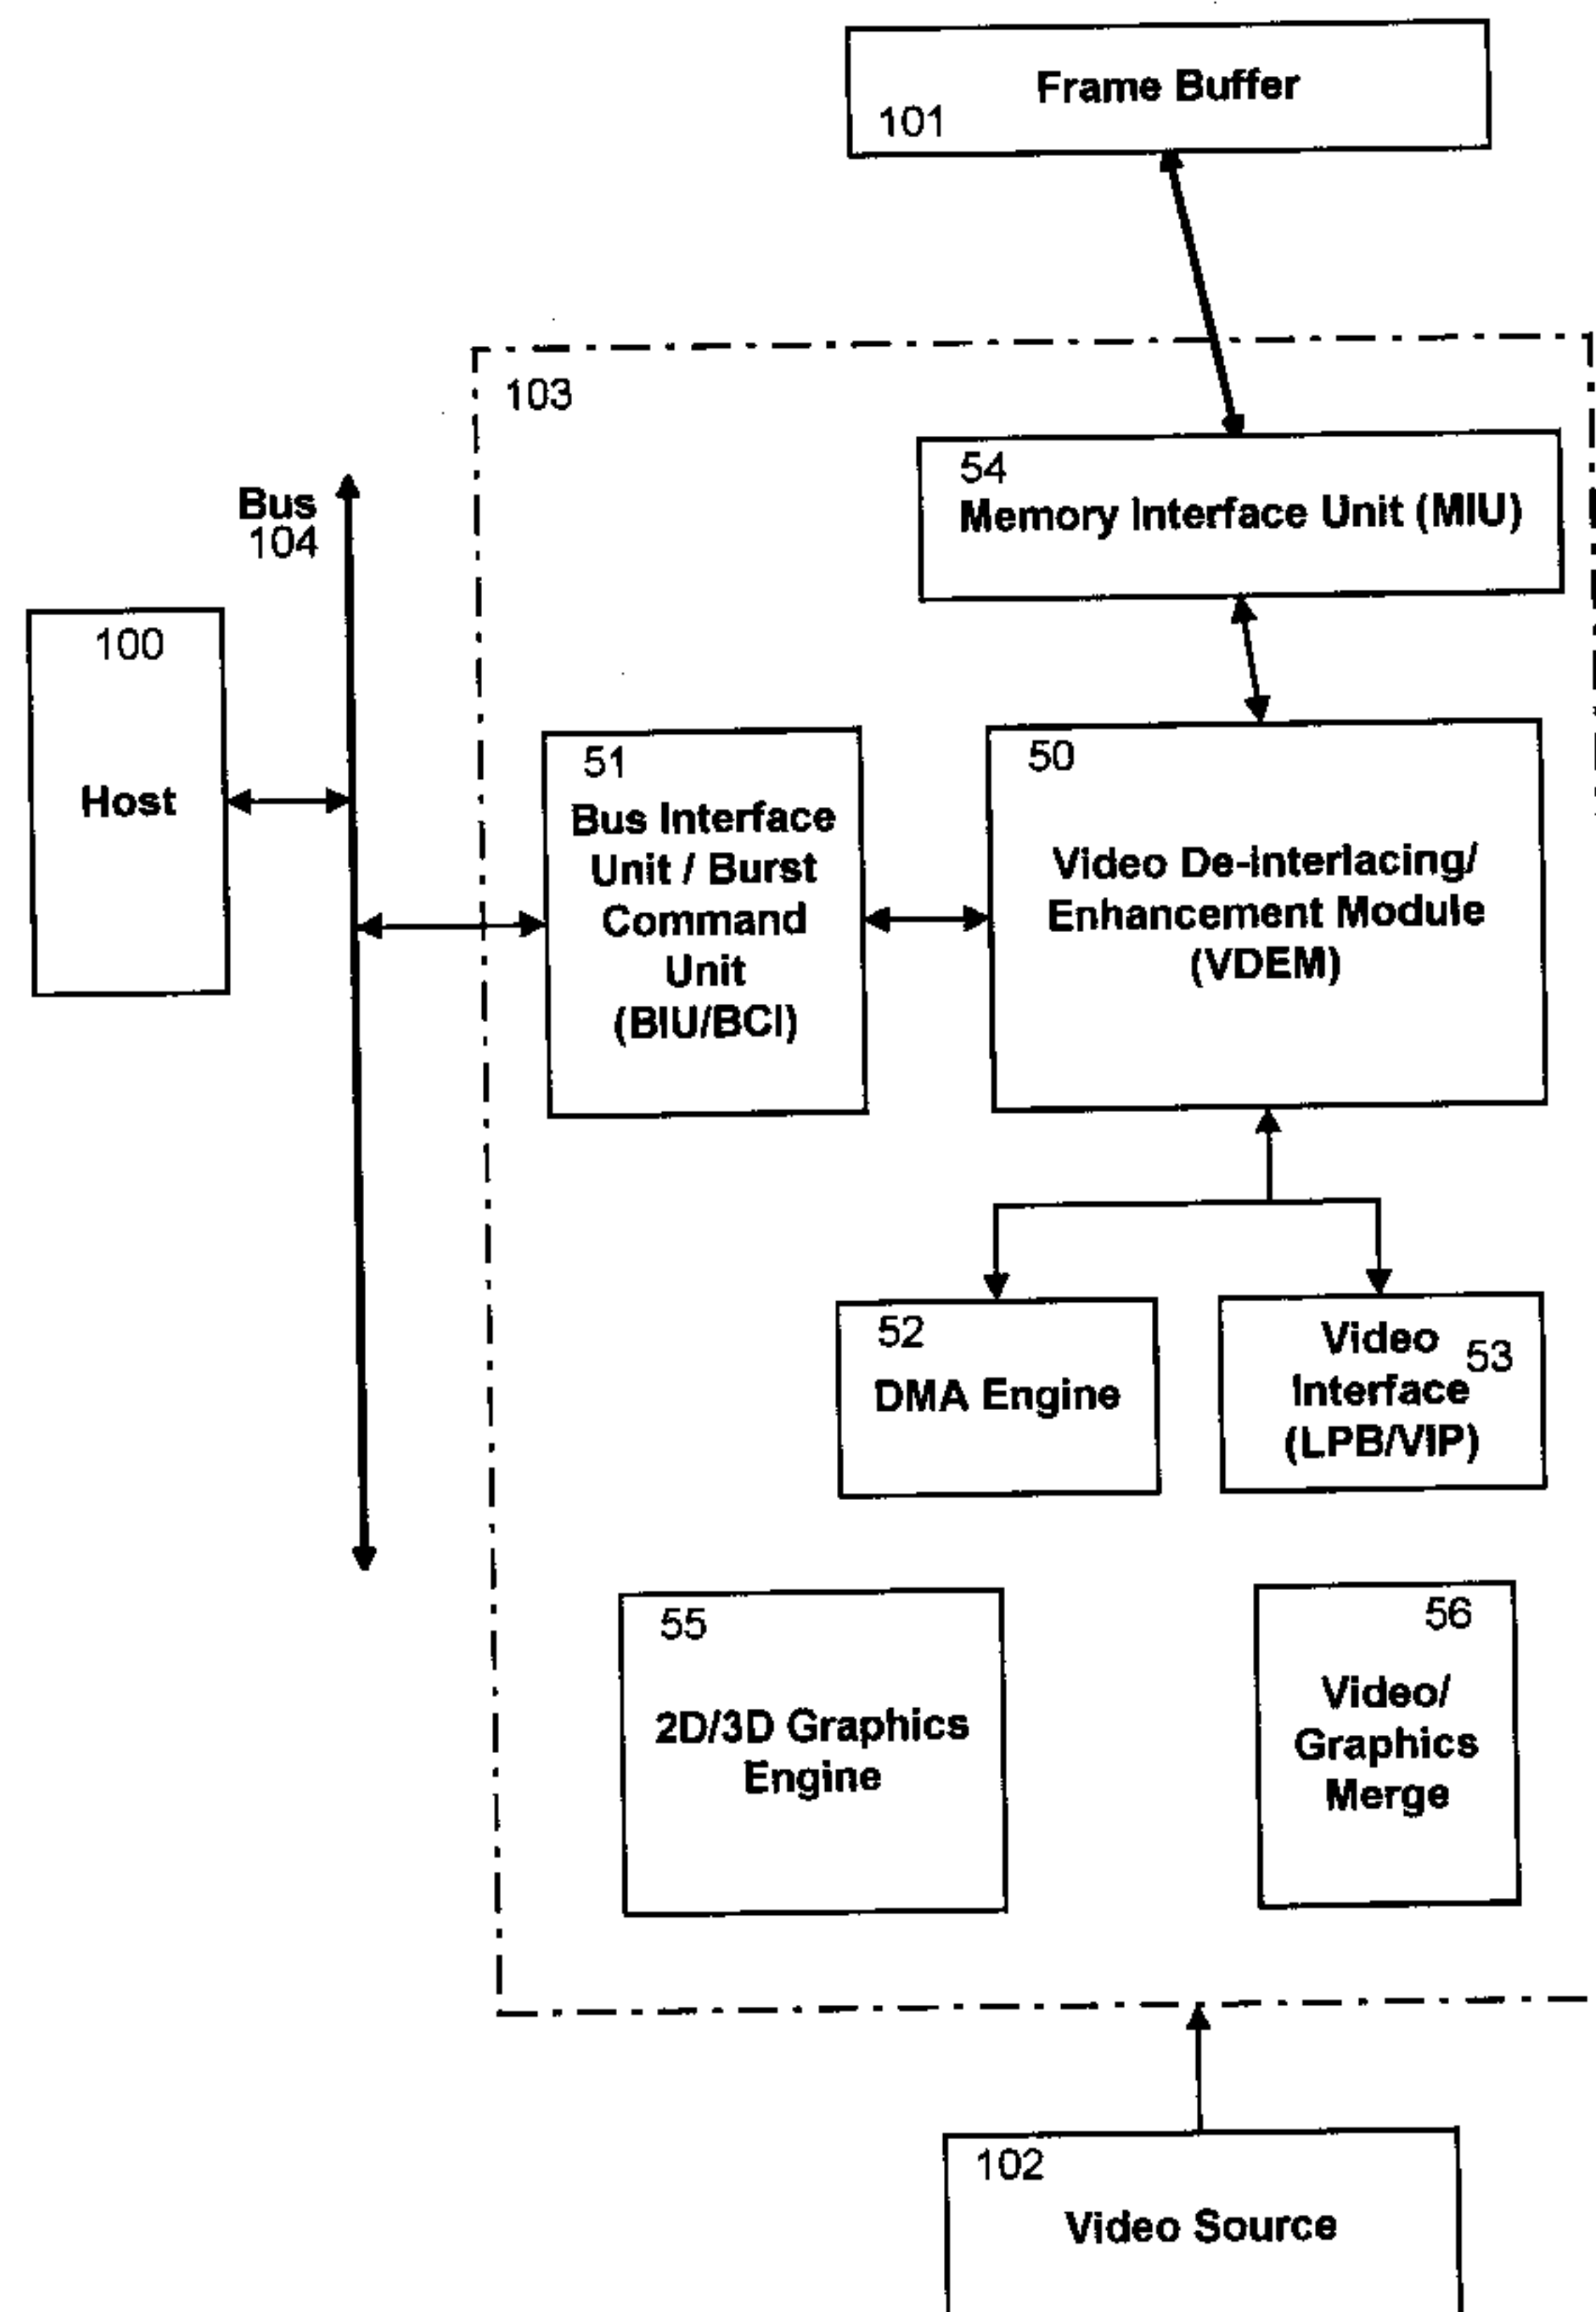 Frame Buffer
101
103
54
Memory Interface Unit (MIU)
Bus
104
100
Host
51
Bus Interface
Unit / Burst
Command
Unit
(BIU/BCI)
50
Video De-interlacing/
Enhancement Module
(VDEM)
52
DMA Engine
Video
53
Interface
(LPB/VIP)
55
2D/3D Graphics
Engine
56
Video/
Graphics
Merge
102
Video Source